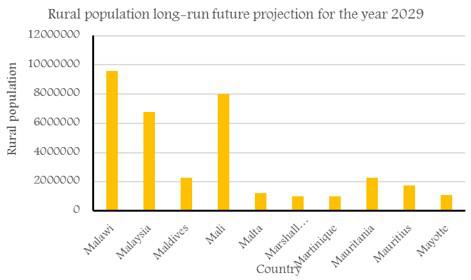 Rural population long-run future projection for the year 2029
12000000
10000000
8000000
6000000
4000000
2000000
0
Rural population
Malawi
Malaysia
Maldives
Mali
Malta
Marshall...
Martinique
Mauritania
Mauritius
Mayotte
Country